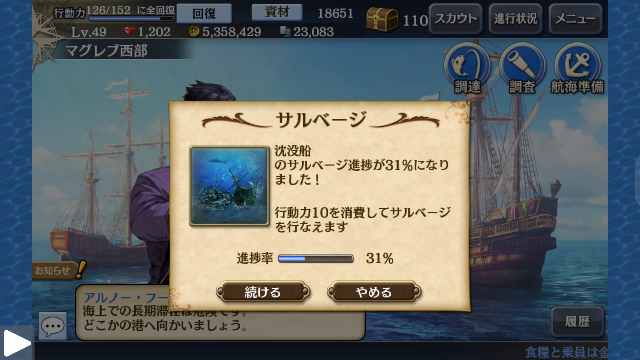 行動力 126/152 に全回復 回復 資材 18651 110 スカウト 進行状況 メニュー
Lv.49 1,202 5,358,429 23,083
マグレブ西部
調達 調査 航海準備
サルベージ
沈没船
のサルベージ進捗が31%になり
ました！
行動力10を消費してサルベージ
を行なえます
進捗率 31%
続ける やめる
お知らせ！
アルノー・フー
海上での長期滞在は危険です。
どこかの港へ向かいましょう。
履歴
食糧と乗員は金